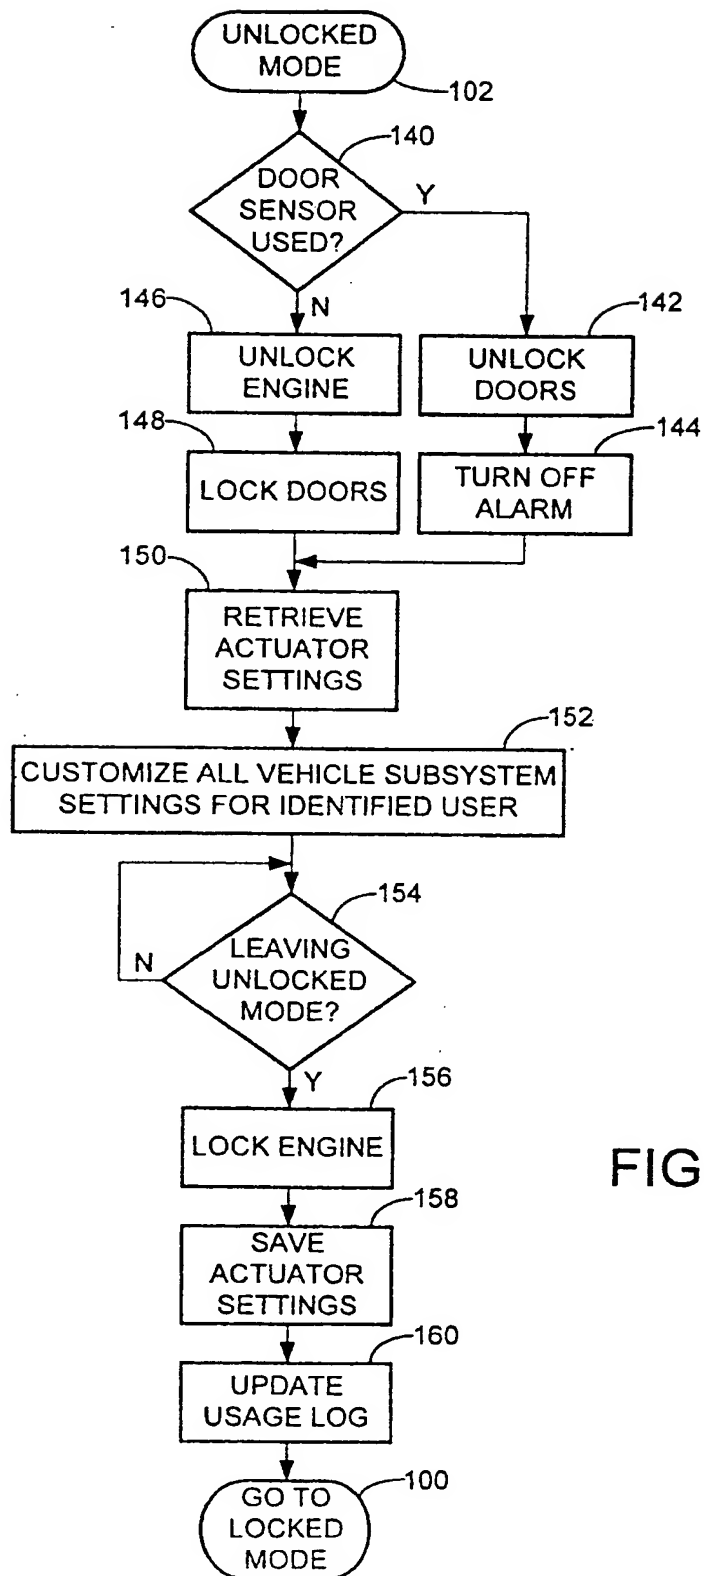 UNLOCKED
MODE
102
140
DOOR
SENSOR
USED?
Y
N
146
UNLOCK
ENGINE
142
UNLOCK
DOORS
148
LOCK DOORS
144
TURN OFF
ALARM
150
RETRIEVE
ACTUATOR
SETTINGS
152
CUSTOMIZE ALL VEHICLE SUBSYSTEM
SETTINGS FOR IDENTIFIED USER
154
LEAVING
UNLOCKED
MODE?
N
Y
156
LOCK ENGINE
FIG
158
SAVE
ACTUATOR
SETTINGS
160
UPDATE
USAGE LOG
100
GO TO
LOCKED
MODE